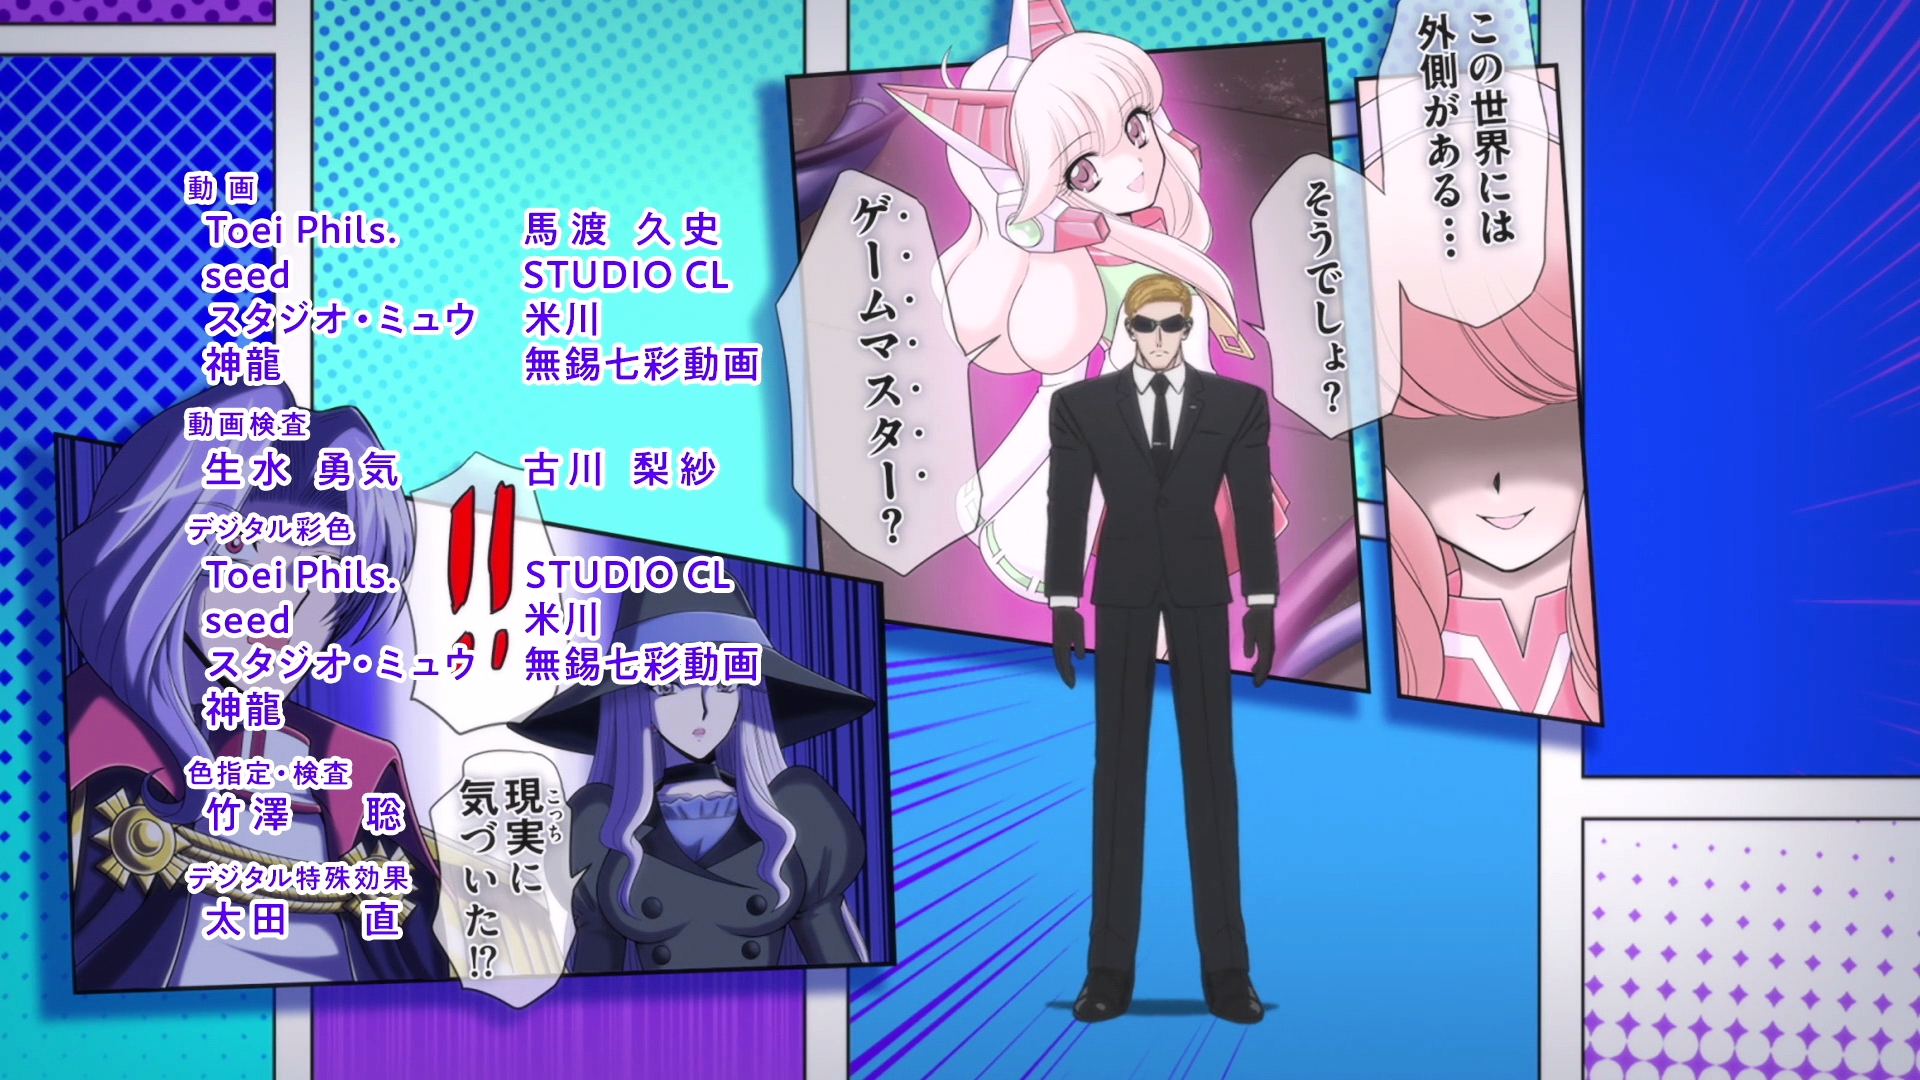 動画
Toei Phils. 馬渡 久史
seed STUDIO CL
スタジオ・ミュウ 米川
神龍 無錫七彩動画
動画検査
生水 勇気 古川 梨紗
デジタル彩色
Toei Phils. STUDIO CL
seed 米川
スタジオ・ミュウ 無錫七彩動画
神龍
色指定・検査
竹澤 聡
デジタル特殊効果
太田 直
この世界には
外側がある…
そうでしょ？
ゲームマスター？
!!
現実に
こっち
気づいた!?